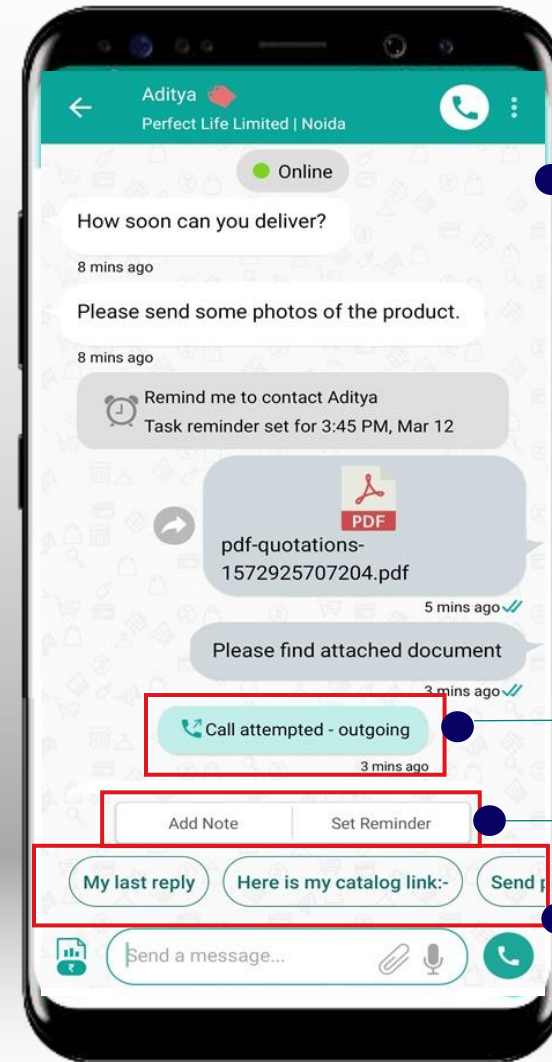 Aditya
Perfect Life Limited | Noida
Online
How soon can you deliver?
8 mins ago
Please send some photos of the product.
8 mins ago
Remind me to contact Aditya
Task reminder set for 3:45 PM, Mar 12
PDF
pdf-quotations-
1572925707204.pdf
5 mins ago
Please find attached document
3 mins ago
Call attempted - outgoing
3 mins ago
Add Note
Set Reminder
My last reply
Here is my catalog link:-
Send
Send a message...